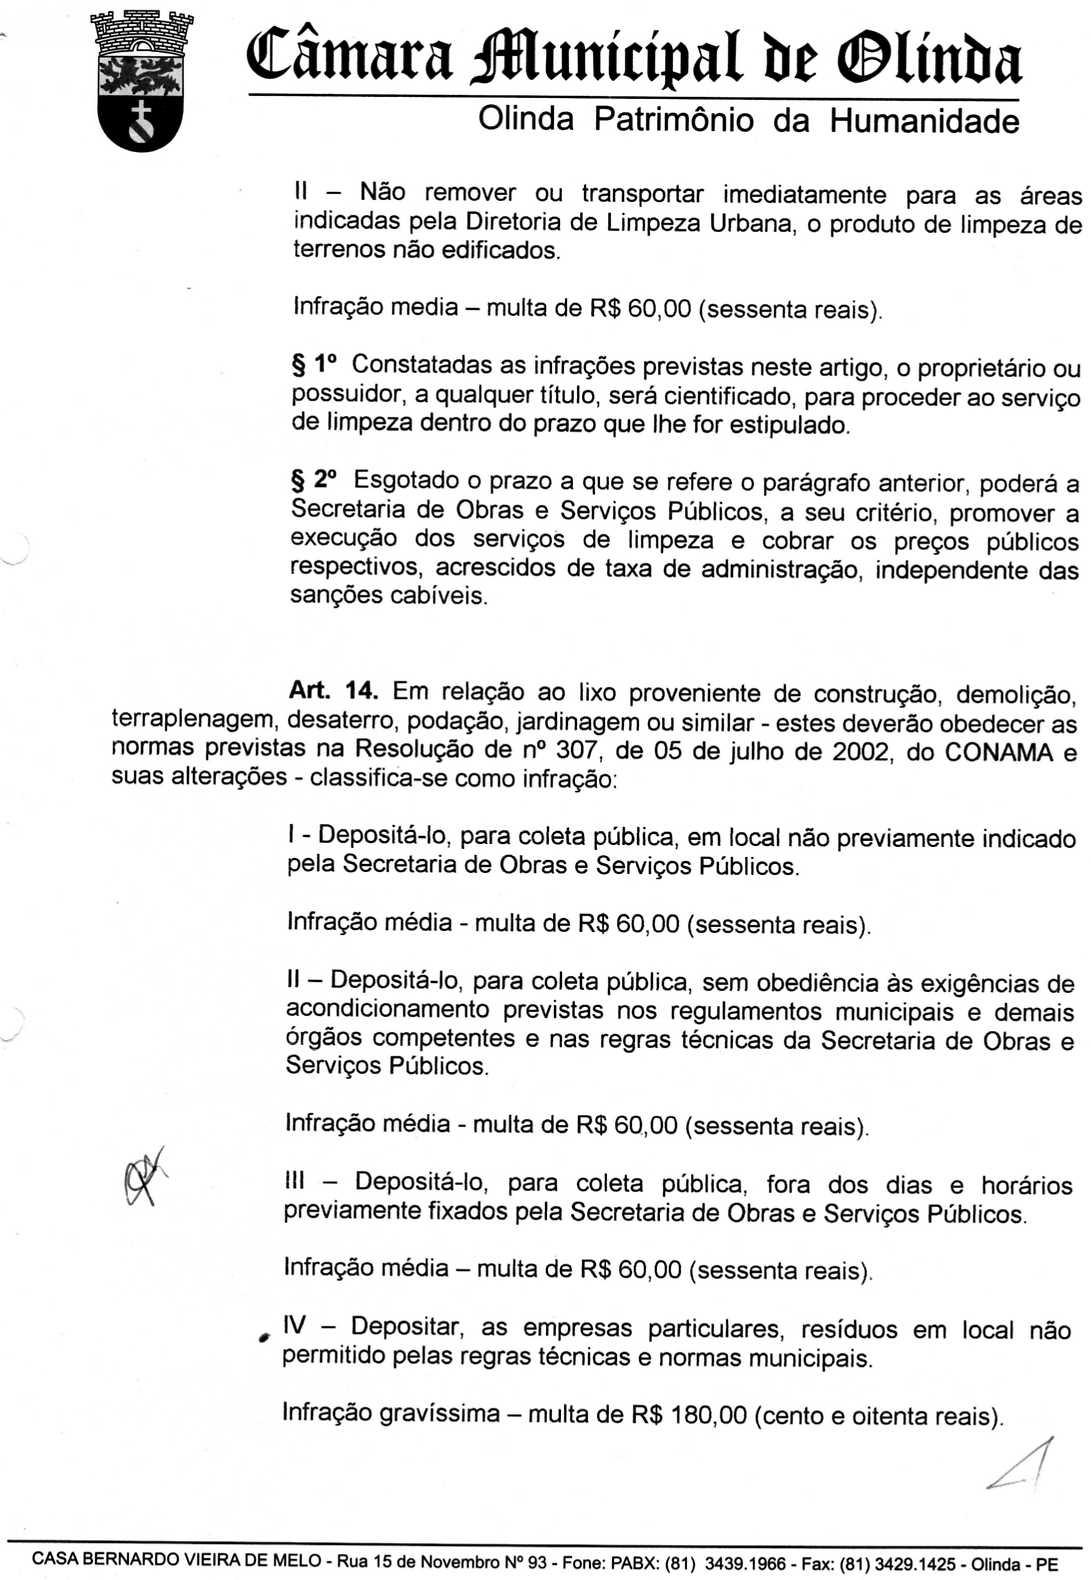 Câmara Municipal de Olinda
Olinda Patrimônio da Humanidade
II – Não remover ou transportar imediatamente para as áreas
indicadas pela Diretoria de Limpeza Urbana, o produto de limpeza de
terrenos não edificados.
Infração media – multa de R$ 60,00 (sessenta reais).
§ 1º Constatadas as infrações previstas neste artigo, o proprietário ou
possuidor, a qualquer título, será cientificado, para proceder ao serviço
de limpeza dentro do prazo que lhe for estipulado.
§ 2º Esgotado o prazo a que se refere o parágrafo anterior, poderá a
Secretaria de Obras e Serviços Públicos, a seu critério, promover a
execução dos serviços de limpeza e cobrar os preços públicos
respectivos, acrescidos de taxa de administração, independente das
sanções cabíveis.
Art. 14. Em relação ao lixo proveniente de construção, demolição,
terraplenagem, desaterro, podação, jardinagem ou similar - estes deverão obedecer as
normas previstas na Resolução de nº 307, de 05 de julho de 2002, do CONAMA e
suas alterações - classifica-se como infração:
I - Depositá-lo, para coleta pública, em local não previamente indicado
pela Secretaria de Obras e Serviços Públicos.
Infração média - multa de R$ 60,00 (sessenta reais).
II – Depositá-lo, para coleta pública, sem obediência às exigências de
acondicionamento previstas nos regulamentos municipais e demais
órgãos competentes e nas regras técnicas da Secretaria de Obras e
Serviços Públicos.
Infração média - multa de R$ 60,00 (sessenta reais).
III – Depositá-lo, para coleta pública, fora dos dias e horários
previamente fixados pela Secretaria de Obras e Serviços Públicos.
Infração média – multa de R$ 60,00 (sessenta reais).
IV – Depositar, as empresas particulares, resíduos em local não
permitido pelas regras técnicas e normas municipais.
Infração gravíssima – multa de R$ 180,00 (cento e oitenta reais).
CASA BERNARDO VIEIRA DE MELO - Rua 15 de Novembro Nº 93 - Fone: PABX: (81) 3439.1966 - Fax: (81) 3429.1425 - Olinda - PE